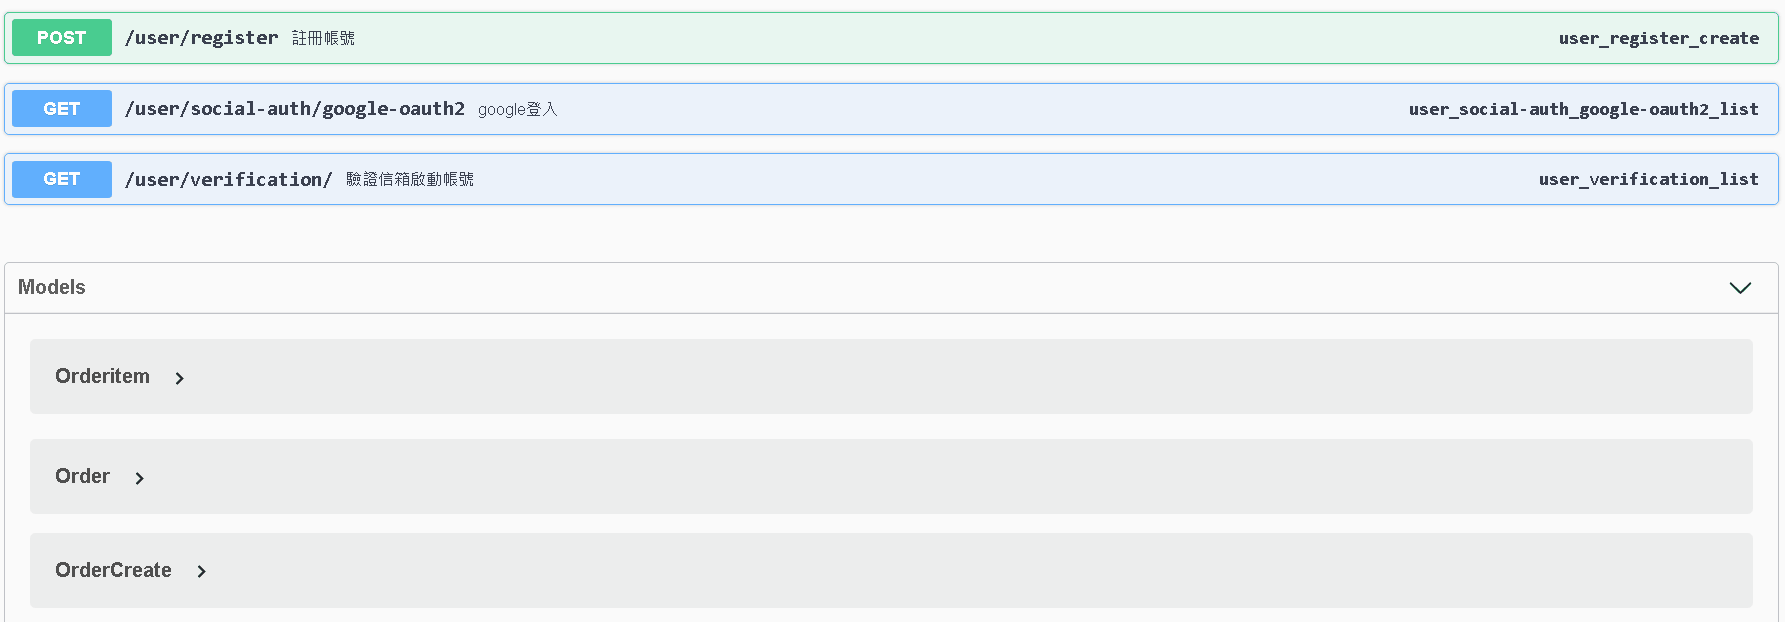 POST /user/register 註冊帳號 user_register_create
GET /user/social-auth/google-oauth2 google登入 user_social-auth_google-oauth2_list
GET /user/verification/ 驗證信箱啟動帳號 user_verification_list
Models
Orderitem
Order
OrderCreate